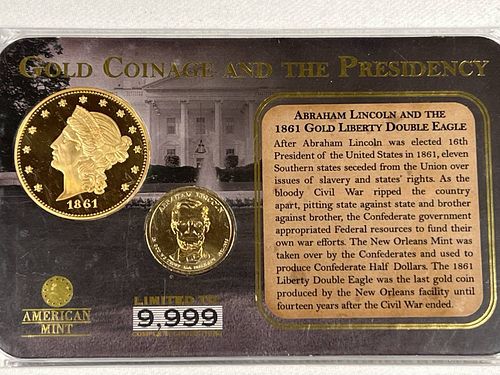 GOLD COINAGE AND THE PRESIDENCY
1861
ABRAHAM LINCOLN
AMERICAN
MINT
LIMITED TO
9,999
ABRAHAM LINCOLN AND THE
1861 GOLD LIBERTY DOUBLE EAGLE
After Abraham Lincoln was elected 16th
President of the United States in 1861, eleven
Southern states seceded from the Union over
issues of slavery and states' rights. As the
bloody Civil War ripped the country
apart, pitting state against state and brother
against brother, the Confederate government
appropriated Federal resources to fund their
own war efforts. The New Orleans Mint was
taken over by the Confederates and used to
produce Confederate Half Dollars. The 1861
Liberty Double Eagle was the last gold coin
produced by the New Orleans facility until
fourteen years after the Civil War ended.